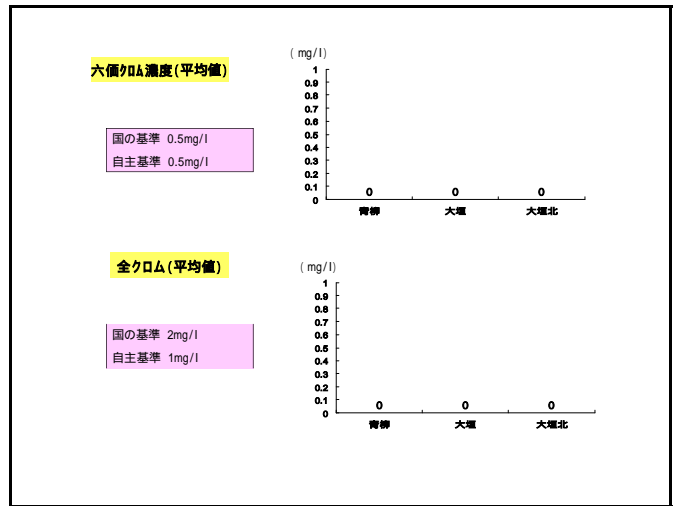 六価クロム濃度(平均値)
国の基準 0.5mg/l
自主基準 0.5mg/l
( mg/l)
1
0.9
0.8
0.7
0.6
0.5
0.4
0.3
0.2
0.1
0
0 0 0
青柳 大垣 大垣北
全クロム(平均値)
国の基準 2mg/l
自主基準 1mg/l
( mg/l)
1
0.9
0.8
0.7
0.6
0.5
0.4
0.3
0.2
0.1
0
0 0 0
青柳 大垣 大垣北